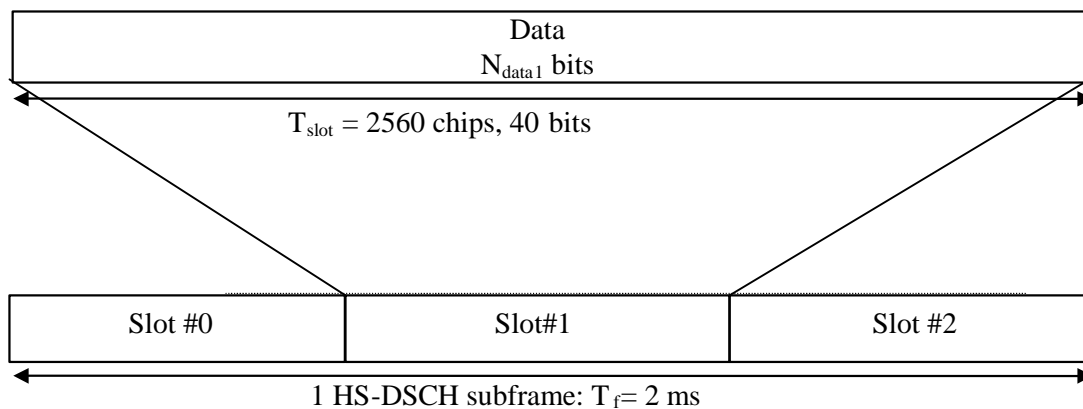 Data
N_data1 bits
T_slot = 2560 chips, 40 bits
Slot #0 Slot#1 Slot #2
1 HS-DSCH subframe: T_f= 2 ms